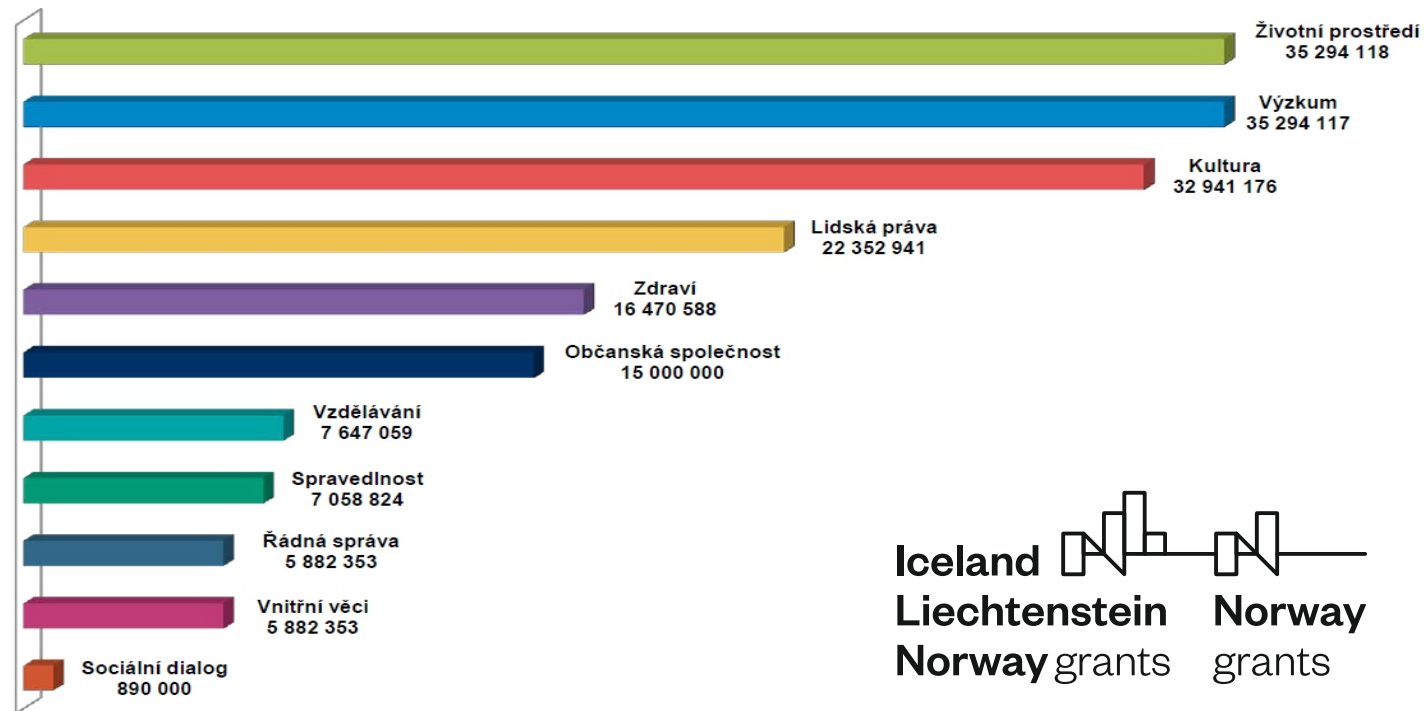 Životní prostředí
35 294 118
Výzkum
35 294 117
Kultura
32 941 176
Lidská práva
22 352 941
Zdraví
16 470 588
Občanská společnost
15 000 000
Vzdělávání
7 647 059
Spravedlnost
7 058 824
Řádná správa
5 882 353
Vnitřní věci
5 882 353
Sociální dialog
890 000
Iceland
Liechtenstein
Norway grants
Norway
grants